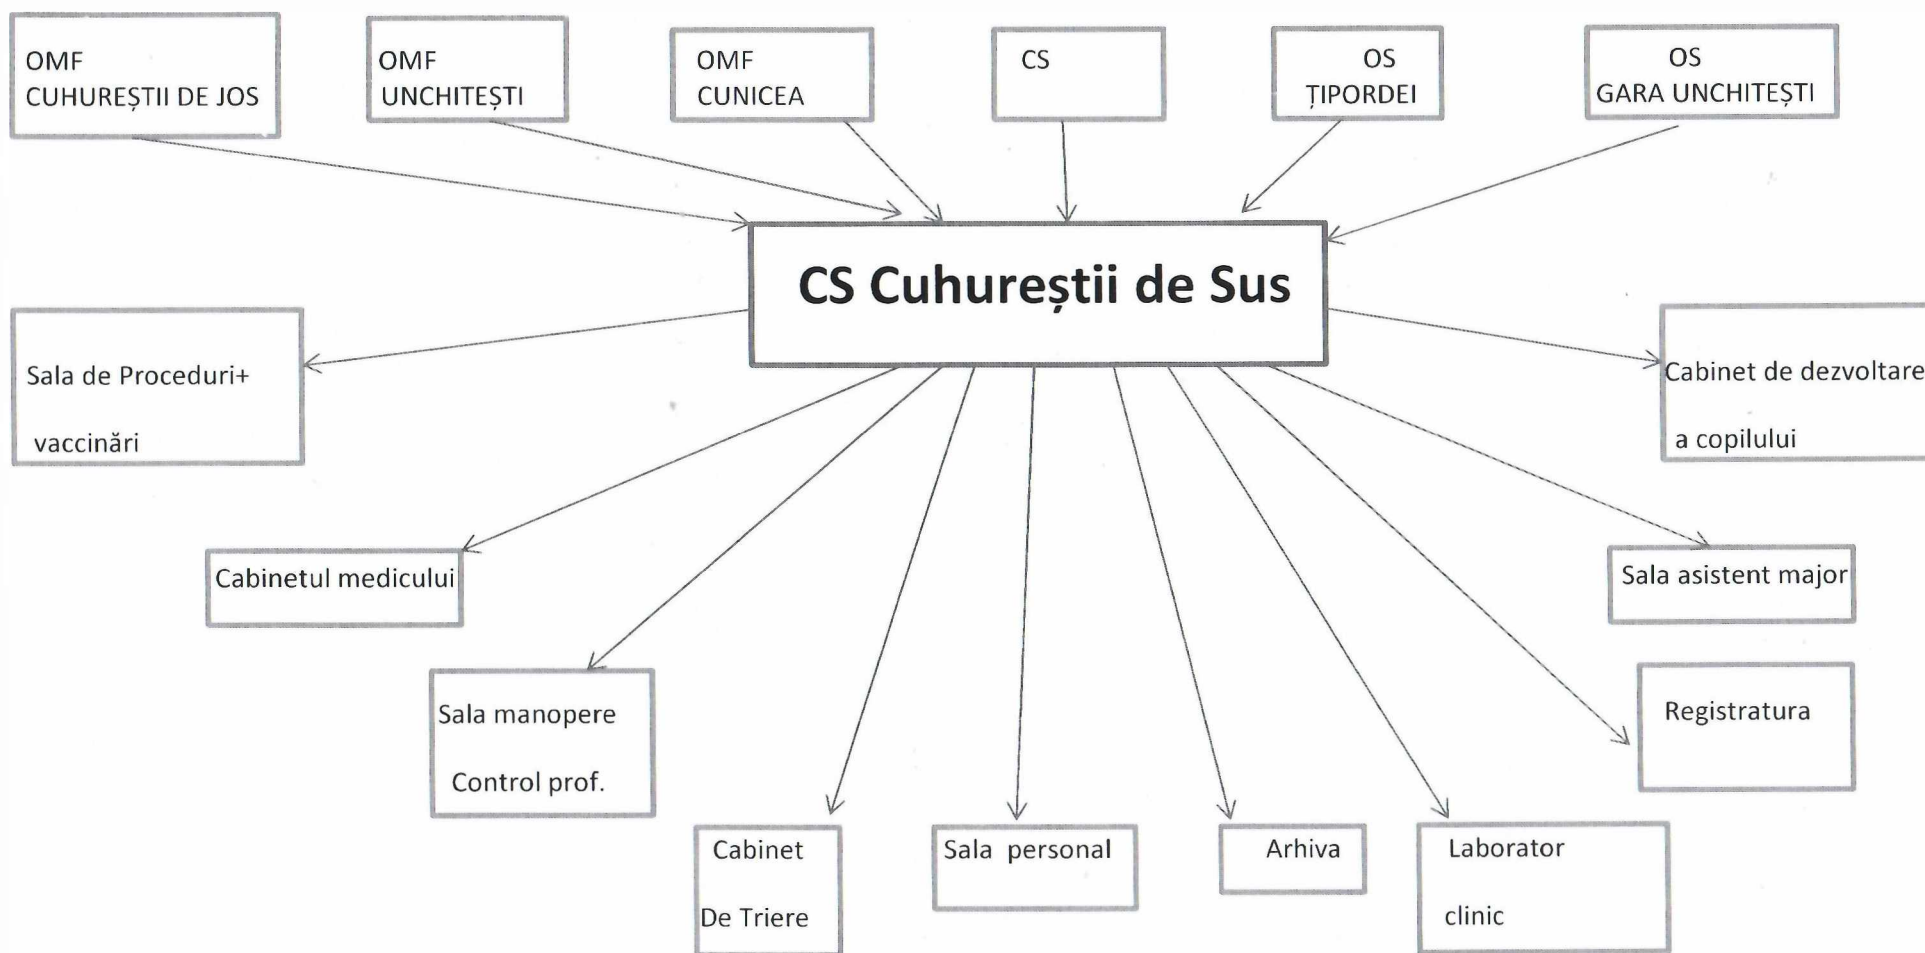 OMF
CUHUREȘTII DE JOS
OMF
UNCHITEȘTI
OMF
CUNICEA
CS
OS
ȚIPORDEI
OS
GARA UNCHITEȘTI
CS Cuhureștii de Sus
Sala de Proceduri+
vaccinări
Cabinet de dezvoltare
a copilului
Cabinetul medicului
Sala asistent major
Sala manopere
Control prof.
Registratura
Cabinet
De Triere
Sala personal
Arhiva
Laborator
clinic